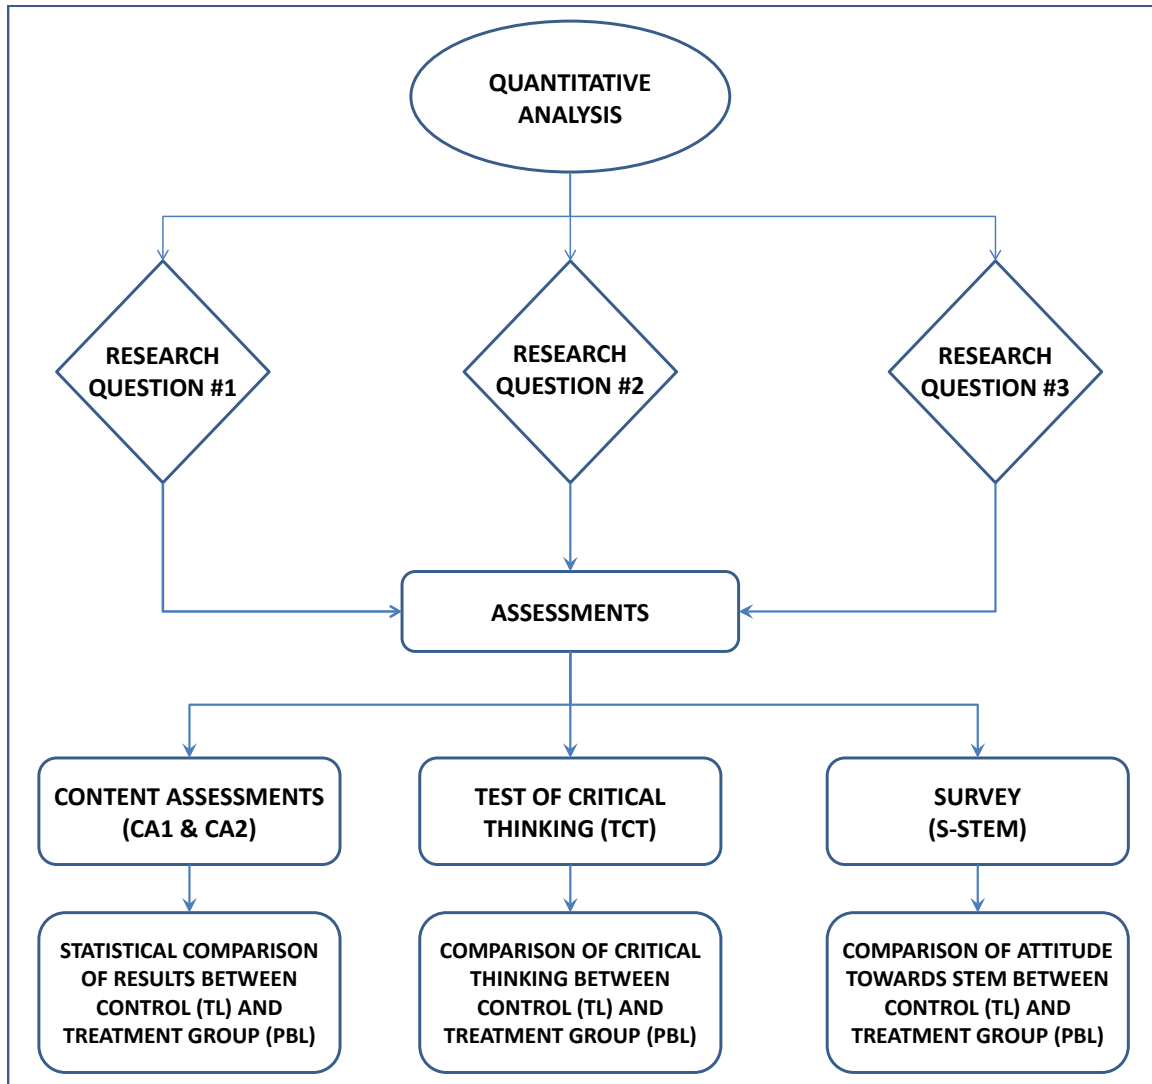 QUANTITATIVE
ANALYSIS
RESEARCH
QUESTION #1
RESEARCH
QUESTION #2
RESEARCH
QUESTION #3
ASSESSMENTS
CONTENT ASSESSMENTS
(CA1 & CA2)
TEST OF CRITICAL
THINKING (TCT)
SURVEY
(S-STEM)
STATISTICAL COMPARISON
OF RESULTS BETWEEN
CONTROL (TL) AND
TREATMENT GROUP (PBL)
COMPARISON OF CRITICAL
THINKING BETWEEN
CONTROL (TL) AND
TREATMENT GROUP (PBL)
COMPARISON OF ATTITUDE
TOWARDS STEM BETWEEN
CONTROL (TL) AND
TREATMENT GROUP (PBL)